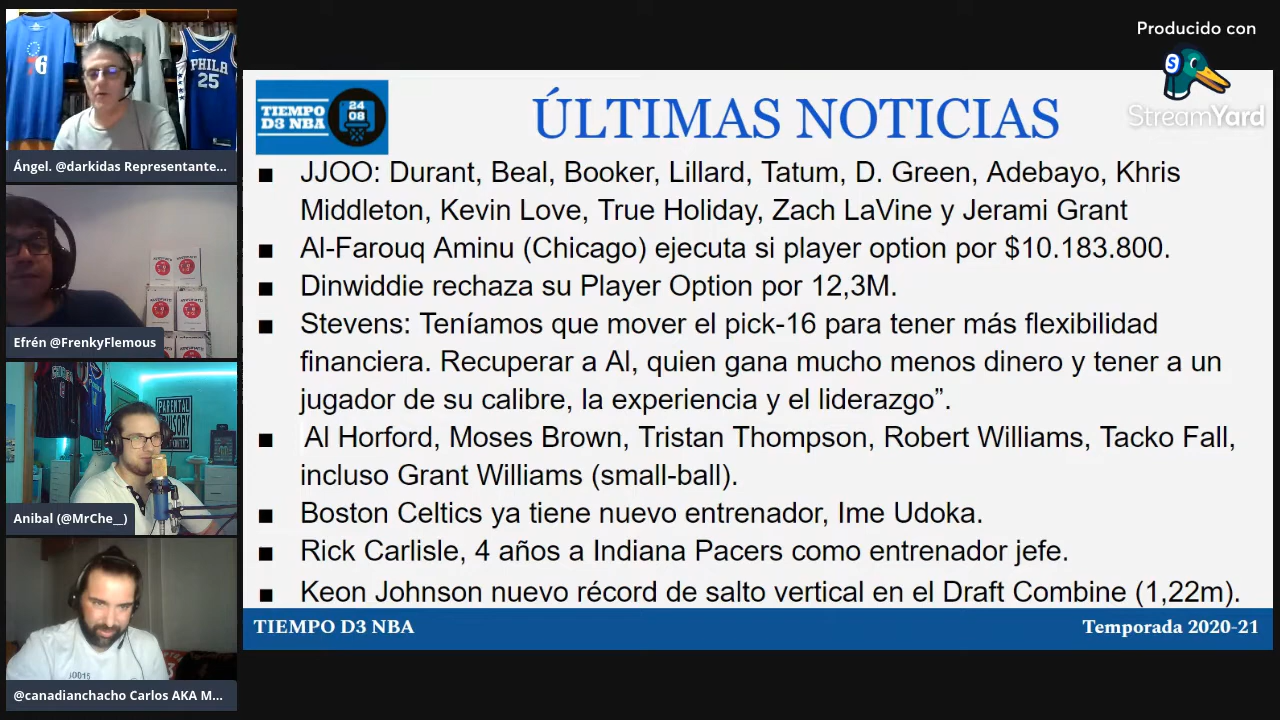 Producido con
StreamYard
TIEMPO
D3 NBA
24
08
ÚLTIMAS NOTICIAS
JJOO: Durant, Beal, Booker, Lillard, Tatum, D. Green, Adebayo, Khris
Middleton, Kevin Love, True Holiday, Zach LaVine y Jerami Grant
Al-Farouq Aminu (Chicago) ejecuta si player option por $10.183.800.
Dinwiddie rechaza su Player Option por 12,3M.
Stevens: Teníamos que mover el pick-16 para tener más flexibilidad
financiera. Recuperar a Al, quien gana mucho menos dinero y tener a un
jugador de su calibre, la experiencia y el liderazgo”.
Al Horford, Moses Brown, Tristan Thompson, Robert Williams, Tacko Fall,
incluso Grant Williams (small-ball).
Boston Celtics ya tiene nuevo entrenador, Ime Udoka.
Rick Carlisle, 4 años a Indiana Pacers como entrenador jefe.
Keon Johnson nuevo récord de salto vertical en el Draft Combine (1,22m).
TIEMPO D3 NBA
Temporada 2020-21
PHILA
25
Ángel. @darkidas Representante...
Efrén @FrenkyFlemous
PARENTAL
ADVISORY
Anibal (@MrChe__)
@canadianchacho Carlos AKA M...